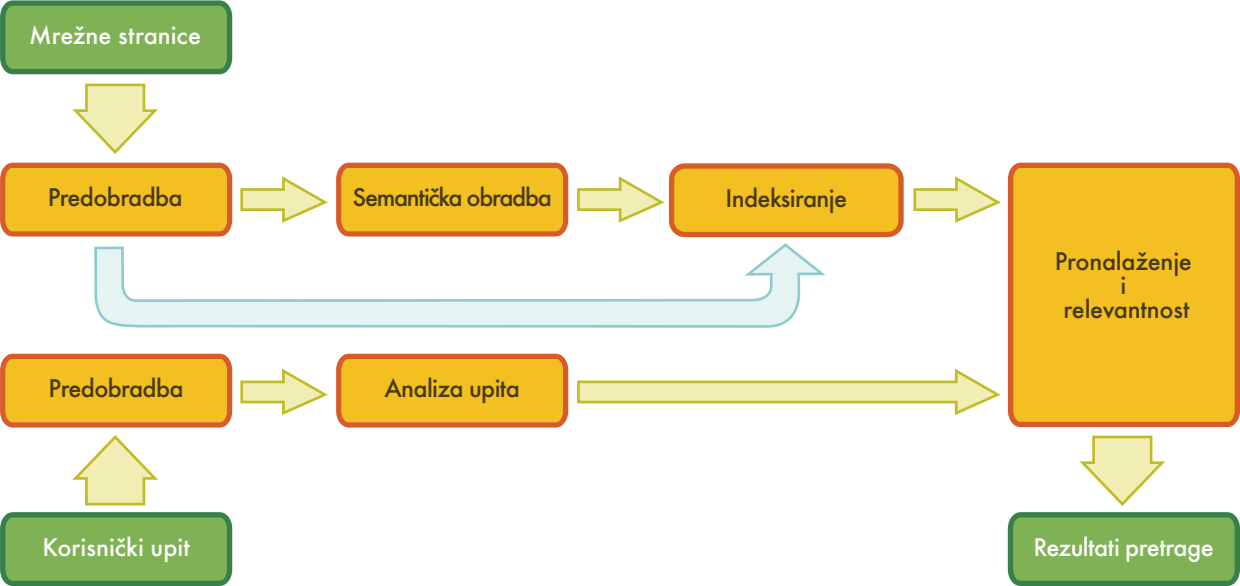 Mrežne stranice
Predobradba
Semantička obradba
Indeksiranje
Pronalaženje
i
relevantnost
Predobradba
Analiza upita
Korisnički upit
Rezultati pretrage